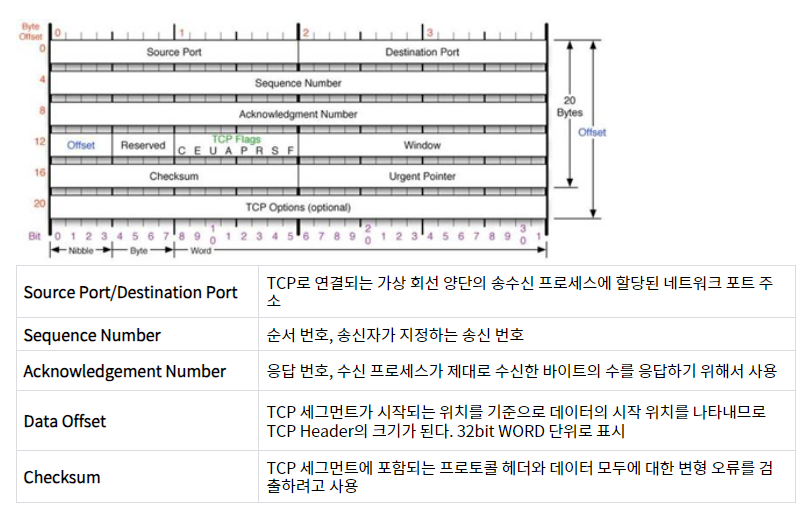 Byte
Offset
0 1 2 3
0 Source Port Destination Port
4 Sequence Number
8 Acknowledgment Number
20
Bytes
Offset
12 Offset Reserved TCP Flags Window
C E U A P R S F
16 Checksum Urgent Pointer
20 TCP Options (optional)
Bit 0 1 2 3 4 5 6 7 8 9 10 1 2 3 4 5 6 7 8 9 20 1 2 3 4 5 6 7 8 9 30 1
Nibble Byte Word
Source Port/Destination Port
TCP로 연결되는 가상 회선 양단의 송수신 프로세스에 할당된 네트워크 포트 주
소
Sequence Number
순서 번호, 송신자가 지정하는 송신 번호
Acknowledgement Number
응답 번호, 수신 프로세스가 제대로 수신한 바이트의 수를 응답하기 위해서 사용
Data Offset
TCP 세그먼트가 시작되는 위치를 기준으로 데이터의 시작 위치를 나타내므로
TCP Header의 크기가 된다. 32bit WORD 단위로 표시
Checksum
TCP 세그먼트에 포함되는 프로토콜 헤더와 데이터 모두에 대한 변형 오류를 검
출하려고 사용